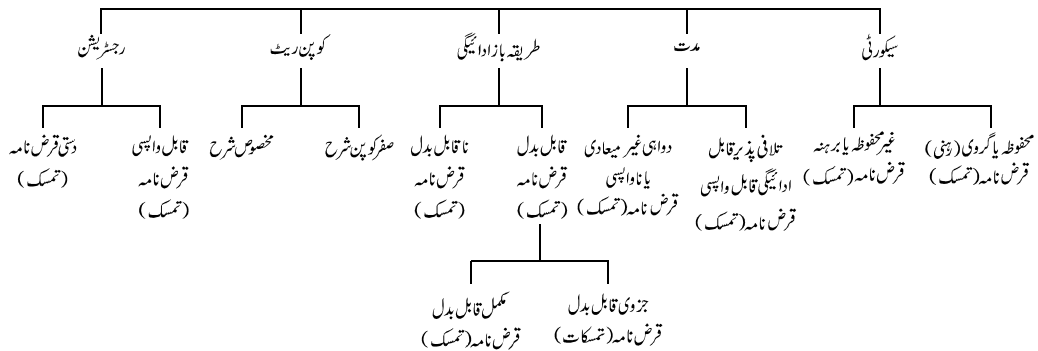 سیکورٹی
مدت
طریقہ بازادائیگی
کوپن ریٹ
رجسٹریشن
محفوظہ یا گروی (رہنی)
قرض نامہ (تمسک)
غیر محفوظہ یا برہنہ
قرض نامہ (تمسک)
تلافی پذیر قابل
ادائیگی قابل واپسی
قرض نامہ (تمسک)
دواہی غیر میعادی
یا ناواپسی
قرض نامہ (تمسک)
قابل بدل
قرض نامہ
(تمسک)
نا قابل بدل
قرض نامہ
(تمسک)
صفر کوپن شرح
مخصوص شرح
قابل واپسی
قرض نامہ
(تمسک)
دستی قرض نامہ
(تمسک)
جزوی قابل بدل
قرض نامہ (تمسکات)
مکمل قابل بدل
قرض نامہ (تمسک)